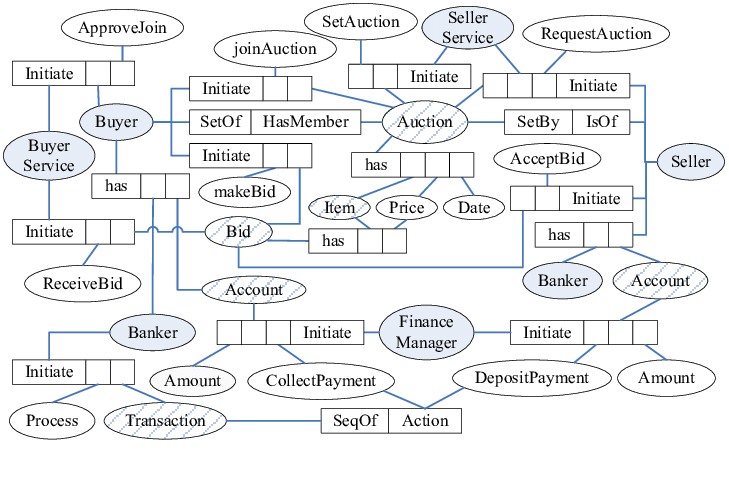 ApproveJoin
SetAuction
Seller
Service
RequestAuction
joinAuction
Initiate
Initiate
Initiate
Initiate
Buyer
SetOf HasMember
Auction
SetBy IsOf
Buyer
Service
Initiate
has
AcceptBid
Seller
has
makeBid
Item
Price
Date
Initiate
Initiate
Bid
has
has
ReceiveBid
Account
Banker
Account
Banker
Initiate
Finance
Manager
Initiate
Initiate
Amount
CollectPayment
DepositPayment
Amount
Process
Transaction
SeqOf Action